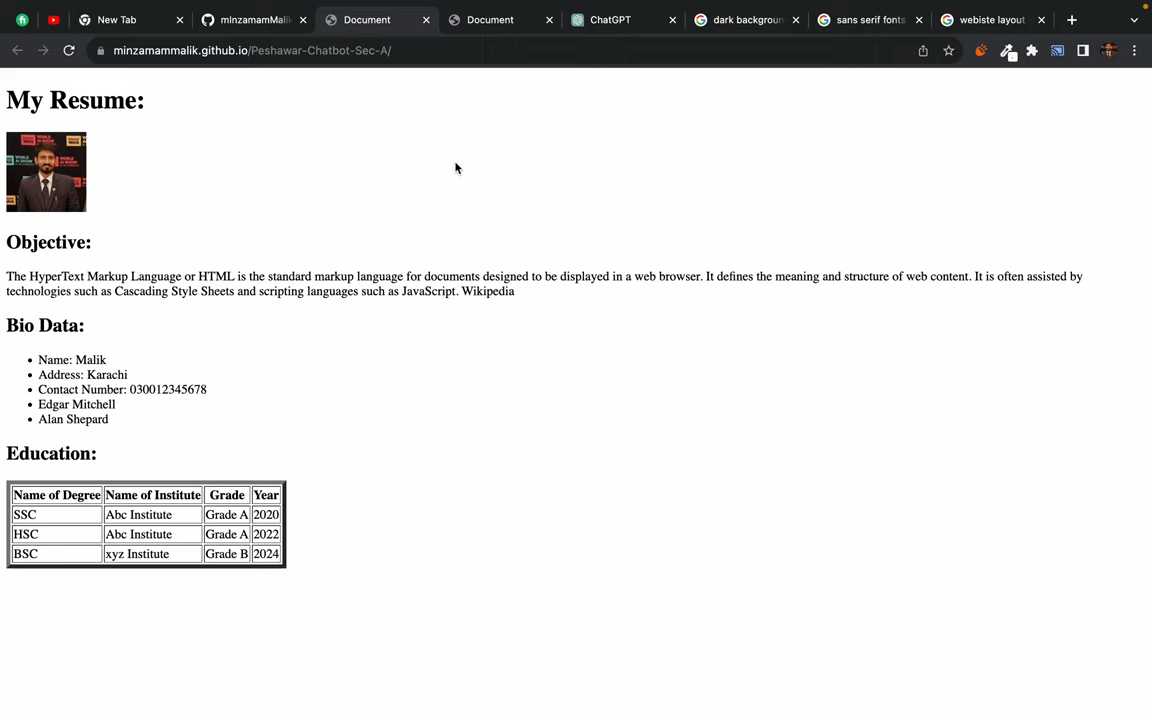 New Tab
mInzamamMalik
Document
Document
ChatGPT
dark backgroun
sans serif fonts
webiste layout
minzamammalik.github.io/Peshawar-Chatbot-Sec-A/
My Resume:
WORLD
AI SHOW
Objective:
The HyperText Markup Language or HTML is the standard markup language for documents designed to be displayed in a web browser. It defines the meaning and structure of web content. It is often assisted by
technologies such as Cascading Style Sheets and scripting languages such as JavaScript. Wikipedia
Bio Data:
• Name: Malik
• Address: Karachi
• Contact Number: 030012345678
• Edgar Mitchell
• Alan Shepard
Education:
Name of Degree Name of Institute Grade Year
SSC Abc Institute Grade A 2020
HSC Abc Institute Grade A 2022
BSC xyz Institute Grade B 2024